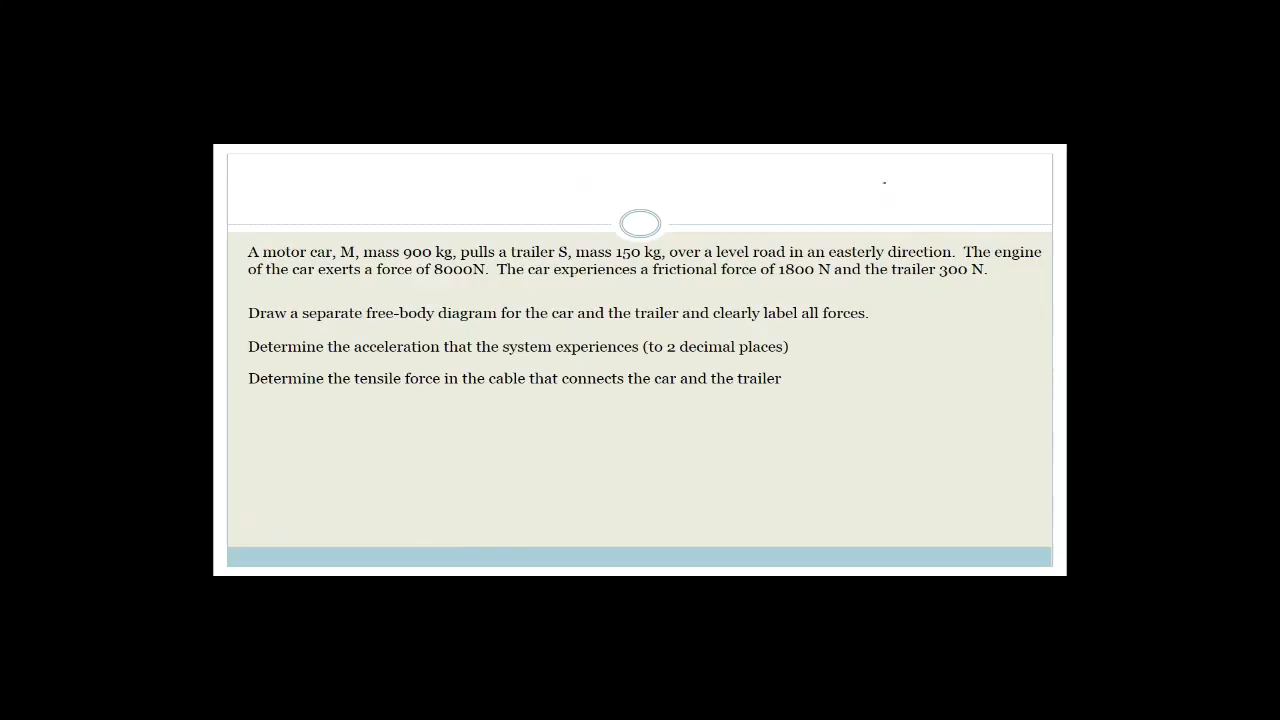 A motor car, M, mass 900 kg, pulls a trailer S, mass 150 kg, over a level road in an easterly direction.  The engine
of the car exerts a force of 8000N.  The car experiences a frictional force of 1800 N and the trailer 300 N.
Draw a separate free-body diagram for the car and the trailer and clearly label all forces.
Determine the acceleration that the system experiences (to 2 decimal places)
Determine the tensile force in the cable that connects the car and the trailer